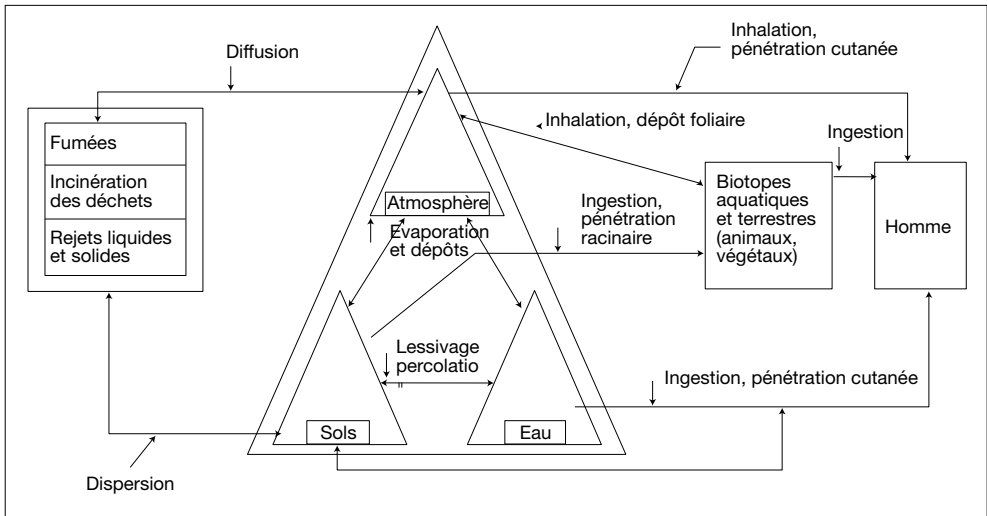 Diffusion
Inhalation,
pénétration cutanée
Fumées
Incinération
des déchets
Rejets liquides
et solides
Inhalation, dépôt foliaire
Ingestion
Atmosphère
Evaporation
et dépôts
Ingestion,
pénétration
racinaire
Biotopes
aquatiques
et terrestres
(animaux,
végétaux)
Homme
Lessivage
percolatio
Ingestion, pénétration cutanée
Sols
Eau
Dispersion